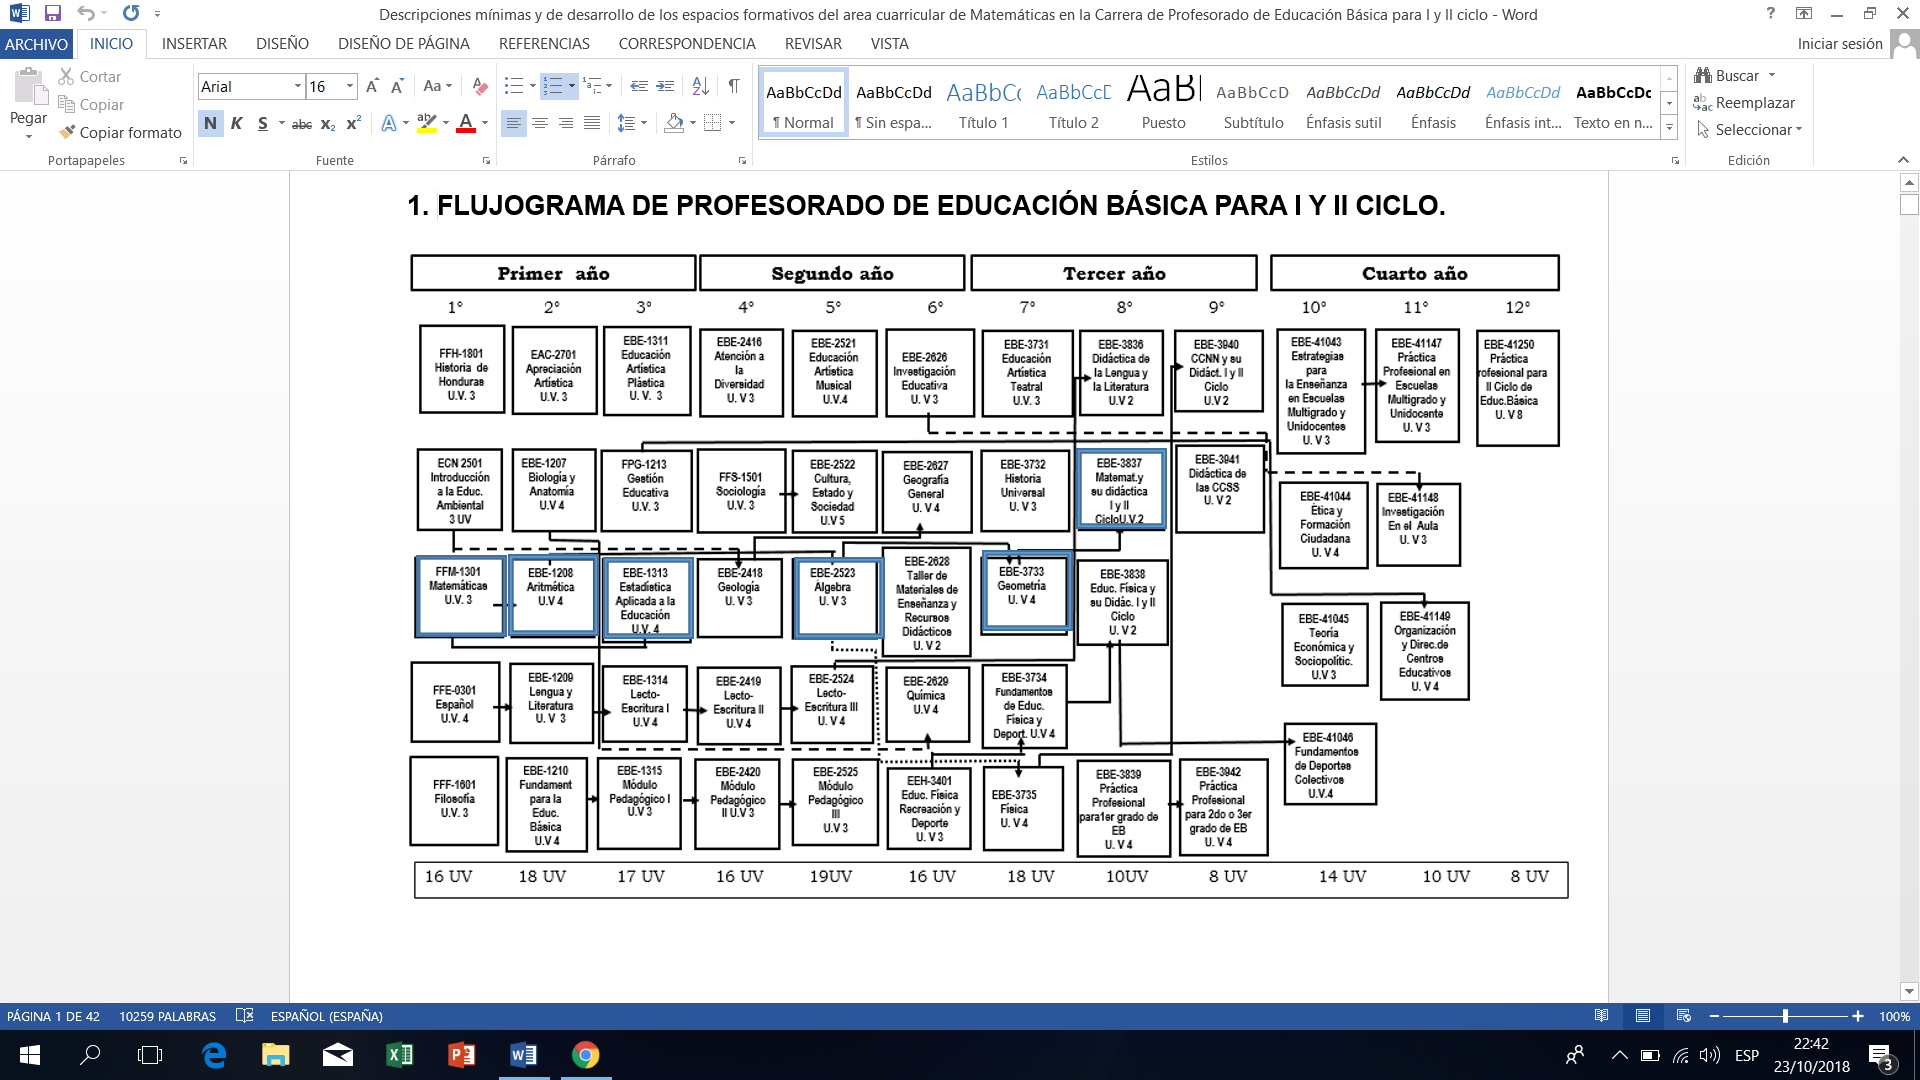 Descripciones mínimas y de desarrollo de los espacios formativos del area cuarricular de Matemáticas en la Carrera de Profesorado de Educación Básica para I y II ciclo - Word
ARCHIVO INICIO INSERTAR DISEÑO DISEÑO DE PÁGINA REFERENCIAS CORRESPONDENCIA REVISAR VISTA Iniciar sesión
Pegar
Cortar
Copiar
Copiar formato
Portapapeles
Arial 16
N K S abc x₂ x²
Fuente
Párrafo
AaBbCcDd AaBbCcDd AaBbC( AaBbCcC AaB AaBbCcD AaBbCcDd AaBbCcDd AaBbCcDd AaBbCcDc
¶ Normal ¶ Sin espa... Título 1 Título 2 Puesto Subtítulo Énfasis sutil Énfasis Énfasis int... Texto en n...
Estilos
Buscar
Reemplazar
Seleccionar
Edición
1. FLUJOGRAMA DE PROFESORADO DE EDUCACIÓN BÁSICA PARA I Y II CICLO.
Primer año Segundo año Tercer año Cuarto año
1° 2° 3° 4° 5° 6° 7° 8° 9° 10° 11° 12°
FFH-1801
Historia de
Honduras
U.V. 3
EAC-2701
Apreciación
Artística
U.V. 3
EBE-1311
Educación
Artística
Plástica
U. V. 3
EBE-2416
Atención a
la
Diversidad
U. V 3
EBE-2521
Educación
Artística
Musical
U.V.4
EBE-2626
Investigación
Educativa
U. V 3
EBE-3731
Educación
Artística
Teatral
U.V. 3
EBE-3836
Didáctica de
la Lengua y
la Literatura
U.V 2
EBE-3940
CCNN y su
Didáct. I y II
Ciclo
U.V 2
EBE-41043
Estrategias
para
la Enseñanza
en Escuelas
Multigrado y
Unidocentes
U. V 3
EBE-41147
Práctica
Profesional en
Escuelas
Multigrado y
Unidocente
U. V 3
EBE-41250
Práctica
rofesional para
II Ciclo de
Educ.Básica
U. V 8
ECN 2501
Introducción
a la Educ.
Ambiental
3 UV
EBE-1207
Biología y
Anatomía
U.V 4
FPG-1213
Gestión
Educativa
U.V. 3
FFS-1501
Sociología
U.V. 3
EBE-2522
Cultura,
Estado y
Sociedad
U.V 5
EBE-2627
Geografía
General
U. V 4
EBE-3732
Historia
Universal
U. V 3
EBE-3837
Matemat.y
su didáctica
I y II
CicloU.V.2
EBE-3941
Didáctica de
las CCSS
U. V 2
EBE-41044
Ética y
Formación
Ciudadana
U. V 4
EBE-41148
Investigación
En el Aula
U. V 3
FFM-1301
Matemáticas
U.V. 3
EBE-1208
Aritmética
U.V 4
EBE-1313
Estadística
Aplicada a la
Educación
U.V. 4
EBE-2418
Geología
U. V 3
EBE-2523
Algebra
U. V 3
EBE-2628
Taller de
Materiales de
Enseñanza y
Recursos
Didácticos
U. V 2
EBE-3733
Geometría
U. V 4
EBE-3838
Educ. Física y
su Didác. I y II
Ciclo
U. V 2
EBE-41045
Teoría
Económica y
Sociopolític.
U.V 3
EBE-41149
Organización
y Direc.de
Centros
Educativos
U. V 4
FFE-0301
Español
U.V. 4
EBE-1209
Lengua y
Literatura
U. V 3
EBE-1314
Lecto-
Escritura I
U.V 4
EBE-2419
Lecto-
Escritura II
U.V 4
EBE-2524
Lecto-
Escritura III
U. V 4
EBE-2629
Química
U.V 4
EBE-3734
Fundamentos
de Educ.
Física y
Deport. U.V 4
EBE-41046
Fundamentos
de Deportes
Colectivos
U.V.4
FFF-1601
Filosofía
U.V. 3
EBE-1210
Fundament
para la
Educ.
Básica
U.V 4
EBE-1315
Módulo
Pedagógico I
U.V 3
EBE-2420
Módulo
Pedagógico
II U.V 3
EBE-2525
Módulo
Pedagógico
III
U.V 3
EEH-3401
Educ. Física
Recreación y
Deporte
U. V 3
EBE-3735
Física
U. V 4
EBE-3839
Práctica
Profesional
para1er grado de
EB
U. V 4
EBE-3942
Práctica
Profesional
para 2do o 3er
grado de EB
U. V 4
16 UV 18 UV 17 UV 16 UV 19UV 16 UV 18 UV 10UV 8 UV 14 UV 10 UV 8 UV
PÁGINA 1 DE 42 10259 PALABRAS ESPAÑOL (ESPAÑA) 100%
ESP
22:42
23/10/2018
3